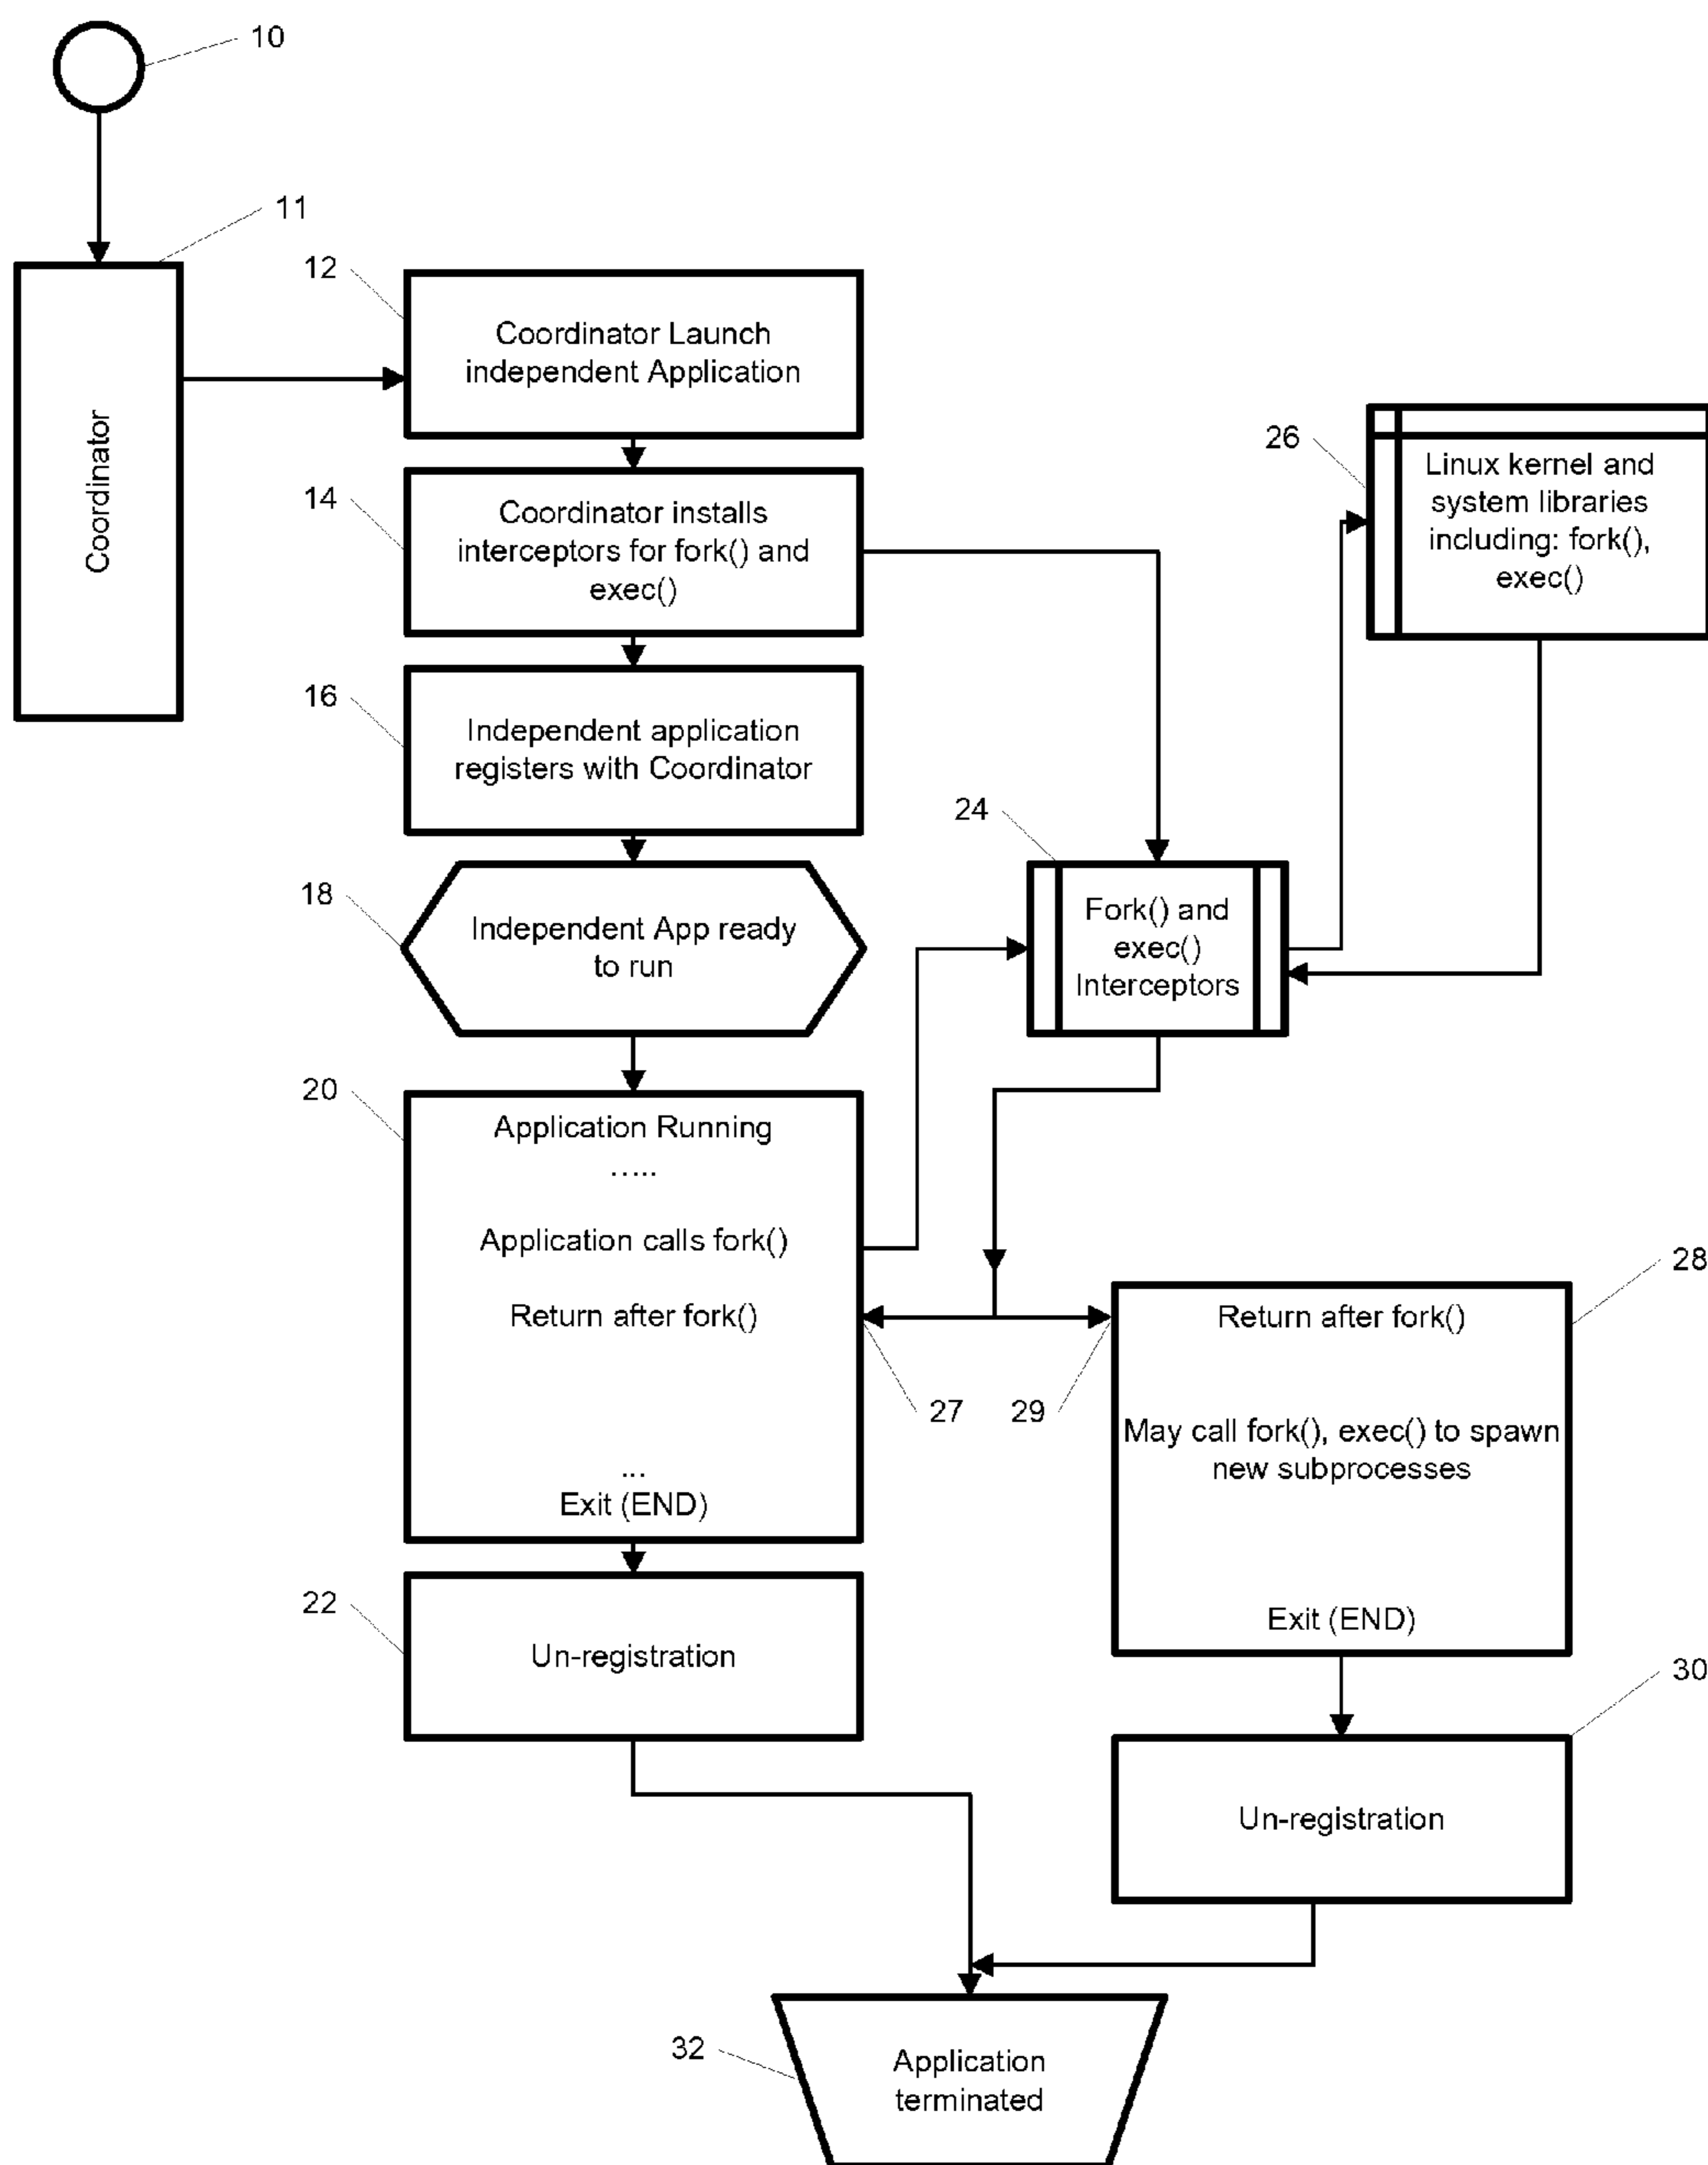 10
11
Coordinator
12
Coordinator Launch
independent Application
14
Coordinator installs
interceptors for fork() and
exec()
16
Independent application
registers with Coordinator
18
Independent App ready
to run
20
Application Running
.....
Application calls fork()
Return after fork()
...
Exit (END)
22
Un-registration
24
Fork() and
exec()
Interceptors
26
Linux kernel and
system libraries
including: fork(),
exec()
27
29
28
Return after fork()
May call fork(), exec() to spawn
new subprocesses
Exit (END)
30
Un-registration
32
Application
terminated